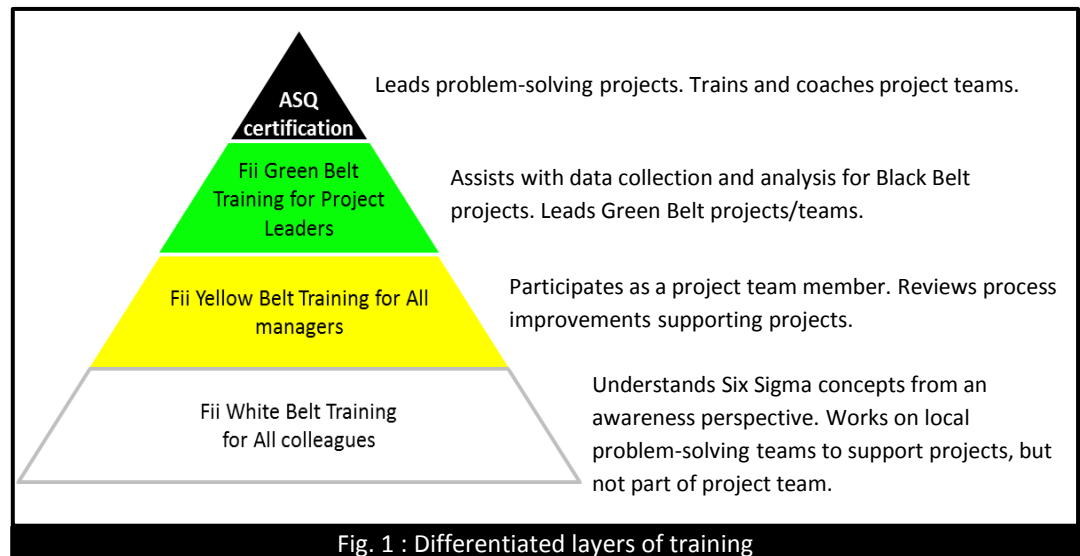 ASQ
certification
Leads problem-solving projects. Trains and coaches project teams.
Fii Green Belt
Training for Project
Leaders
Assists with data collection and analysis for Black Belt
projects. Leads Green Belt projects/teams.
Fii Yellow Belt Training for All
managers
Participates as a project team member. Reviews process
improvements supporting projects.
Fii White Belt Training
for All colleagues
Understands Six Sigma concepts from an
awareness perspective. Works on local
problem-solving teams to support projects, but
not part of project team.
Fig. 1 : Differentiated layers of training